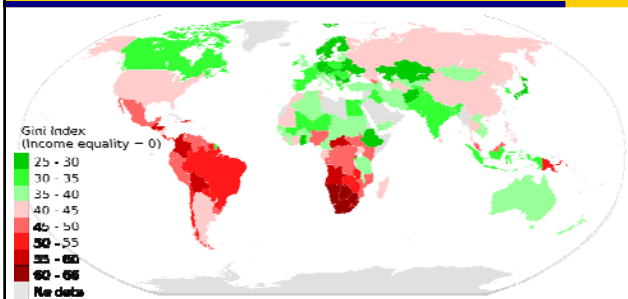 Gini Index
(Income equality = 0)
25 - 30
30 - 35
35 - 40
40 - 45
45 - 50
50 - 55
55 - 60
60 - 66
No data